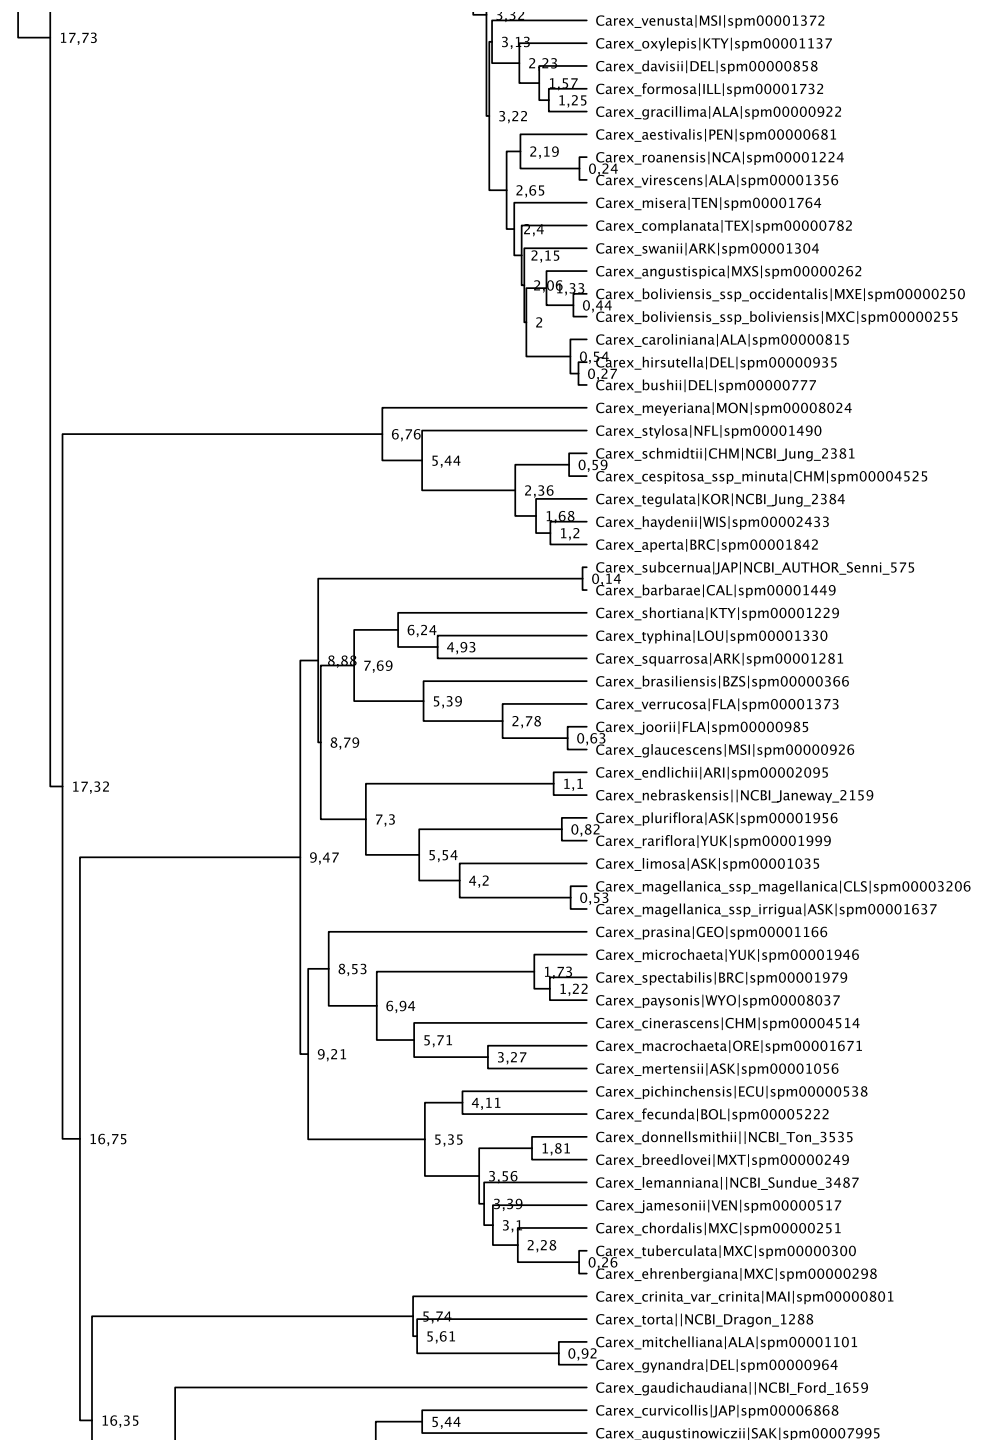 3,32
Carex_venusta|MSI|spm00001372
17,73
3,13
Carex_oxylepis|KTY|spm00001137
2,23
Carex_davisii|DEL|spm00000858
1,57
Carex_formosa|ILL|spm00001732
1,25
Carex_gracillima|ALA|spm00000922
3,22
Carex_aestivalis|PEN|spm00000681
2,19
Carex_roanensis|NCA|spm00001224
0,24
Carex_virescens|ALA|spm00001356
2,65
Carex_misera|TEN|spm00001764
Carex_complanata|TEX|spm00000782
2,4
Carex_swanii|ARK|spm00001304
2,15
Carex_angustispica|MXS|spm00000262
2,06
1,33
Carex_boliviensis_ssp_occidentalis|MXE|spm00000250
0,44
Carex_boliviensis_ssp_boliviensis|MXC|spm00000255
2
Carex_caroliniana|ALA|spm00000815
0,54
Carex_hirsutella|DEL|spm00000935
0,27
Carex_bushii|DEL|spm00000777
Carex_meyeriana|MON|spm00008024
6,76
Carex_stylosa|NFL|spm00001490
5,44
Carex_schmidtii|CHM|NCBI_Jung_2381
0,59
Carex_cespitosa_ssp_minuta|CHM|spm00004525
2,36
Carex_tegulata|KOR|NCBI_Jung_2384
1,68
Carex_haydenii|WIS|spm00002433
1,2
Carex_aperta|BRC|spm00001842
Carex_subcernua|JAP|NCBI_AUTHOR_Senni_575
0,14
Carex_barbarae|CAL|spm00001449
Carex_shortiana|KTY|spm00001229
6,24
Carex_typhina|LOU|spm00001330
4,93
Carex_squarrosa|ARK|spm00001281
8,88
7,69
Carex_brasiliensis|BZS|spm00000366
5,39
Carex_verrucosa|FLA|spm00001373
2,78
Carex_joorii|FLA|spm00000985
0,63
8,79
Carex_glaucescens|MSI|spm00000926
Carex_endlichii|ARI|spm00002095
1,1
17,32
Carex_nebraskensis||NCBI_Janeway_2159
Carex_pluriflora|ASK|spm00001956
7,3
0,82
Carex_rariflora|YUK|spm00001999
5,54
9,47
Carex_limosa|ASK|spm00001035
4,2
Carex_magellanica_ssp_magellanica|CLS|spm00003206
0,53
Carex_magellanica_ssp_irrigua|ASK|spm00001637
Carex_prasina|GEO|spm00001166
Carex_microchaeta|YUK|spm00001946
8,53
1,73
Carex_spectabilis|BRC|spm00001979
1,22
Carex_paysonis|WYO|spm00008037
6,94
Carex_cinerascens|CHM|spm00004514
5,71
Carex_macrochaeta|ORE|spm00001671
9,21
3,27
Carex_mertensii|ASK|spm00001056
Carex_pichinchensis|ECU|spm00000538
4,11
Carex_fecunda|BOL|spm00005222
16,75
5,35
Carex_donnellsmithii||NCBI_Ton_3535
1,81
Carex_breedlovei|MXT|spm00000249
3,56
Carex_lemanniana||NCBI_Sundue_3487
3,39
Carex_jamesonii|VEN|spm00000517
3,1
Carex_chordalis|MXC|spm00000251
2,28
Carex_tuberculata|MXC|spm00000300
0,26
Carex_ehrenbergiana|MXC|spm00000298
Carex_crinita_var_crinita|MAI|spm00000801
5,74
Carex_torta||NCBI_Dragon_1288
5,61
Carex_mitchelliana|ALA|spm00001101
0,92
Carex_gynandra|DEL|spm00000964
Carex_gaudichaudiana||NCBI_Ford_1659
Carex_curvicollis|JAP|spm00006868
16,35
5,44
Carex_augustinowiczii|SAK|spm00007995